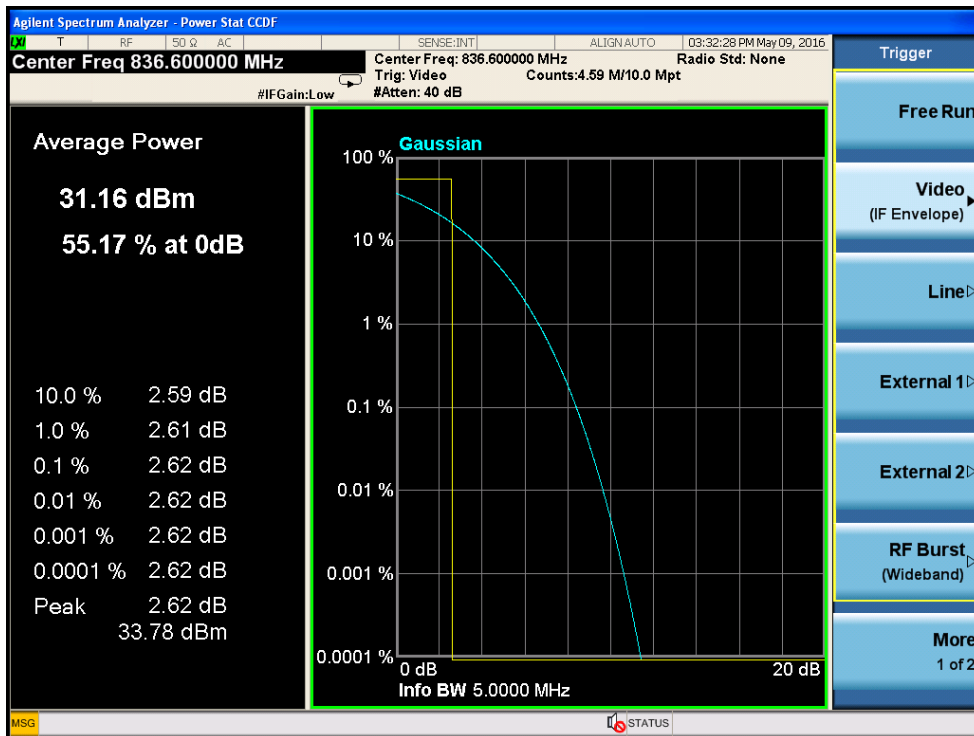 Agilent Spectrum Analyzer - Power Stat CCDF
LXI T RF 50 Ω AC SENSE:INT ALIGNAUTO 03:32:28 PM May 09, 2016
Center Freq 836.600000 MHz
Center Freq: 836.600000 MHz Radio Std: None
Trig: Video Counts:4.59 M/10.0 Mpt
#IFGain:Low #Atten: 40 dB
Average Power
31.16 dBm
55.17 % at 0dB
10.0 % 2.59 dB
1.0 % 2.61 dB
0.1 % 2.62 dB
0.01 % 2.62 dB
0.001 % 2.62 dB
0.0001 % 2.62 dB
Peak 2.62 dB
33.78 dBm
Gaussian
100 %
10 %
1 %
0.1 %
0.01 %
0.001 %
0.0001 %
0 dB 20 dB
Info BW 5.0000 MHz
Trigger
Free Run
Video
(IF Envelope)
Line
External 1
External 2
RF Burst
(Wideband)
More
1 of 2
MSG STATUS